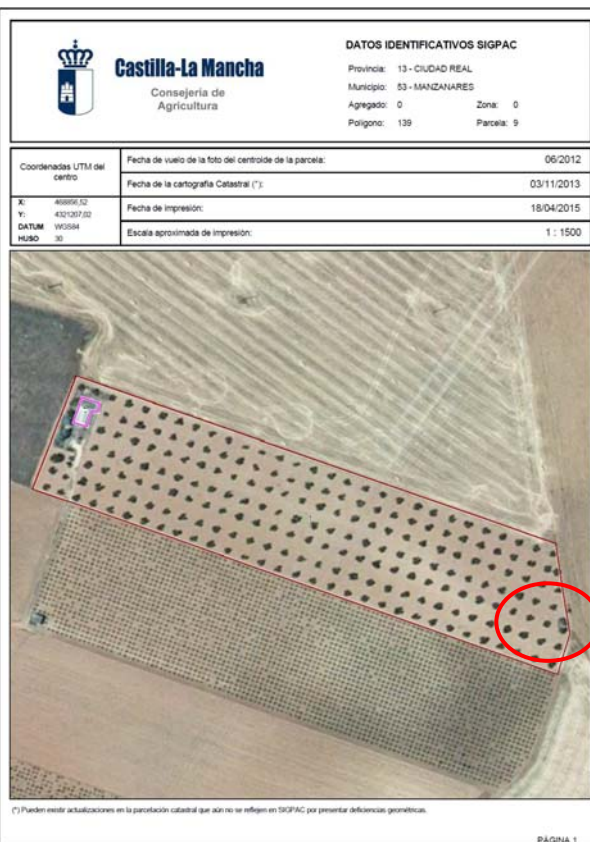 Castilla-La Mancha
Consejería de
Agricultura
DATOS IDENTIFICATIVOS SIGPAC
Provincia: 13 - CIUDAD REAL
Municipio: 53 - MANZANARES
Agregado: 0 Zona: 0
Polígono: 139 Parcela: 9
Coordenadas UTM del
centro
X: 468856,52
Y: 4321207,02
DATUM WGS84
HUSO 30
Fecha de vuelo de la foto del centroide de la parcela: 06/2012
Fecha de la cartografía Catastral (*): 03/11/2013
Fecha de impresión: 18/04/2015
Escala aproximada de impresión: 1 : 1500
(*) Pueden existir actualizaciones en la parcelación catastral que aún no se reflejen en SIGPAC por presentar deficiencias geométricas.
PÁGINA 1